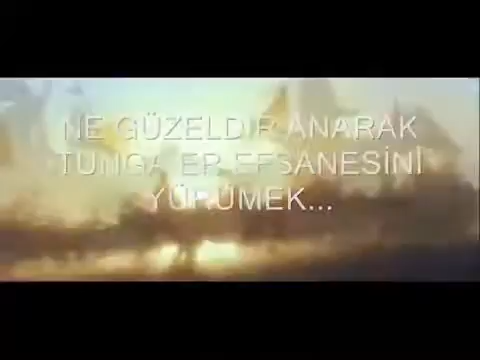 NE GÜZELDİR ANARAK
TUNGA ER EFSANESİNİ
YÜRÜMEK...